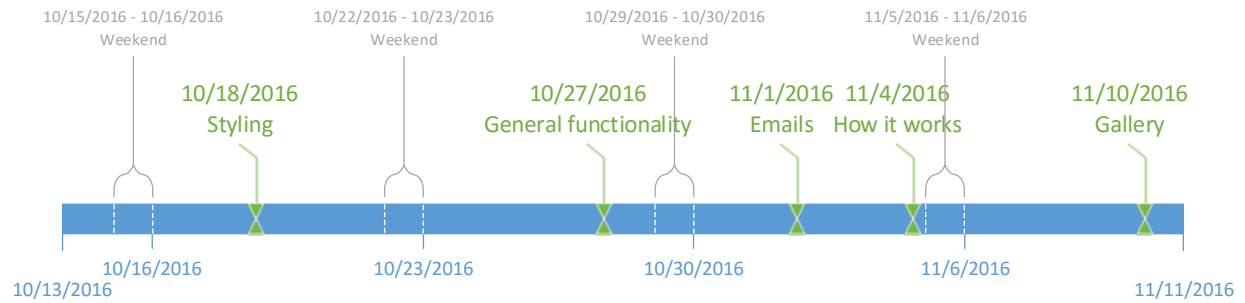 10/15/2016 - 10/16/2016
Weekend
10/22/2016 - 10/23/2016
Weekend
10/29/2016 - 10/30/2016
Weekend
11/5/2016 - 11/6/2016
Weekend
10/18/2016
Styling
10/27/2016
General functionality
11/1/2016
Emails
11/4/2016
How it works
11/10/2016
Gallery
10/16/2016
10/23/2016
10/30/2016
11/6/2016
10/13/2016
11/11/2016